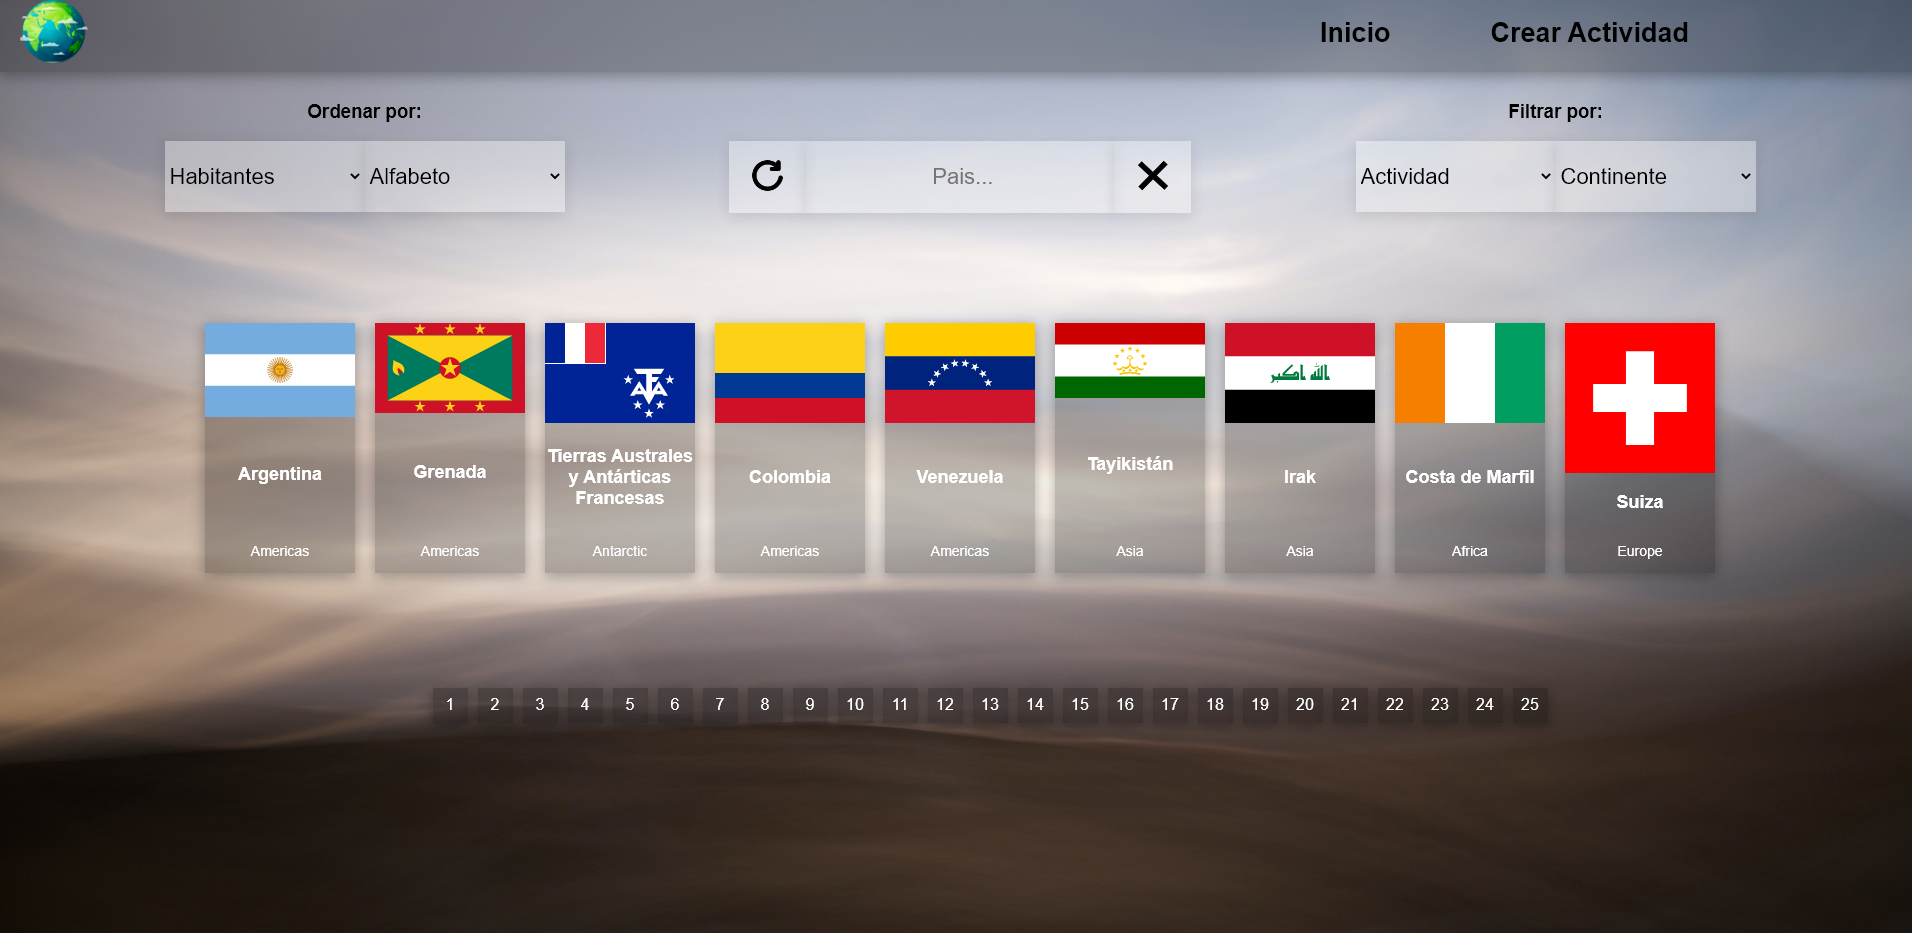 Inicio Crear Actividad
Ordenar por: Filtrar por:
Habitantes Alfabeto Pais... Actividad Continente
الله اكبر
Argentina Grenada Tierras Australes y Antárticas Francesas Colombia Venezuela Tayikistán Irak Costa de Marfil Suiza
Americas Americas Antarctic Americas Americas Asia Asia Africa Europe
1 2 3 4 5 6 7 8 9 10 11 12 13 14 15 16 17 18 19 20 21 22 23 24 25